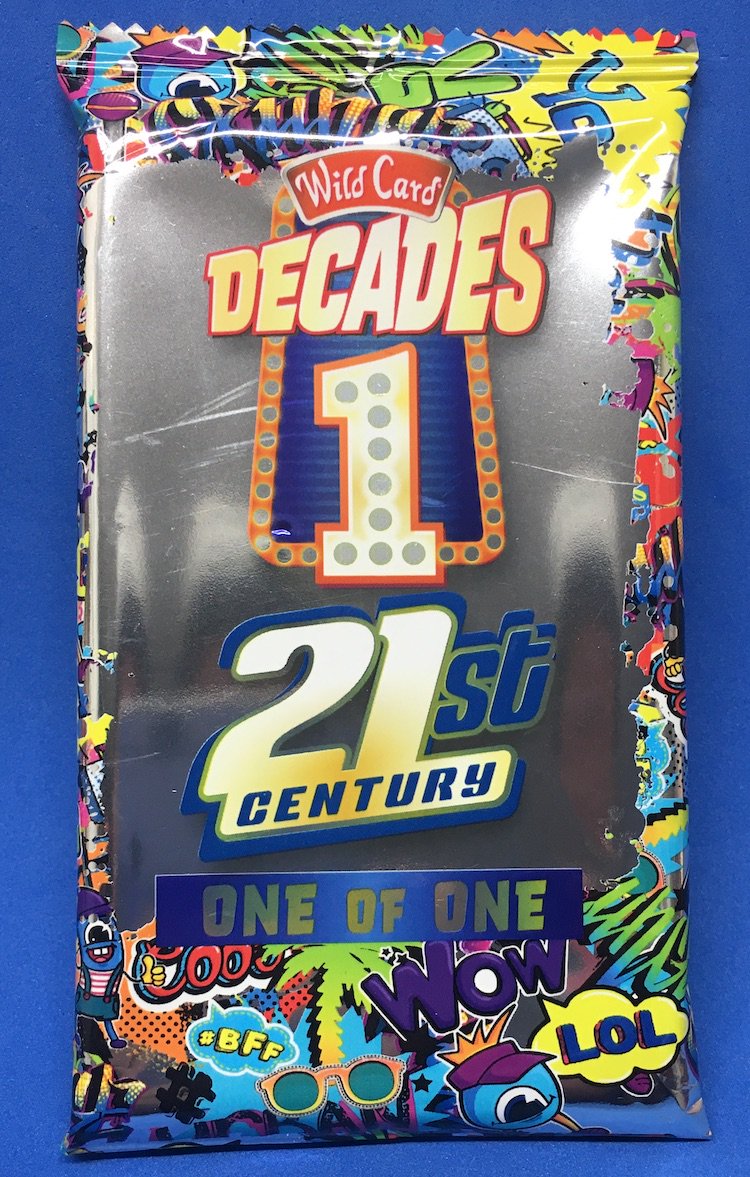 Wild Card
DECADES
1
21st
CENTURY
ONE OF ONE
WOW
#BFF
LOL